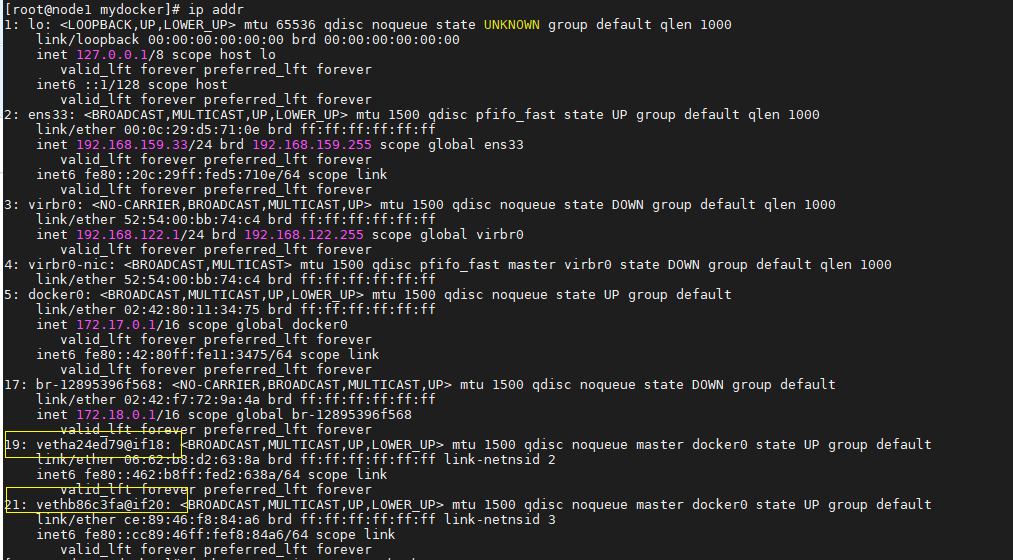 [root@node1 mydocker]# ip addr
1: lo: <LOOPBACK,UP,LOWER_UP> mtu 65536 qdisc noqueue state UNKNOWN group default qlen 1000
    link/loopback 00:00:00:00:00:00 brd 00:00:00:00:00:00
    inet 127.0.0.1/8 scope host lo
       valid_lft forever preferred_lft forever
    inet6 ::1/128 scope host
       valid_lft forever preferred_lft forever
2: ens33: <BROADCAST,MULTICAST,UP,LOWER_UP> mtu 1500 qdisc pfifo_fast state UP group default qlen 1000
    link/ether 00:0c:29:d5:71:0e brd ff:ff:ff:ff:ff:ff
    inet 192.168.159.33/24 brd 192.168.159.255 scope global ens33
       valid_lft forever preferred_lft forever
    inet6 fe80::20c:29ff:fed5:710e/64 scope link
       valid_lft forever preferred_lft forever
3: virbr0: <NO-CARRIER,BROADCAST,MULTICAST,UP> mtu 1500 qdisc noqueue state DOWN group default qlen 1000
    link/ether 52:54:00:bb:74:c4 brd ff:ff:ff:ff:ff:ff
    inet 192.168.122.1/24 brd 192.168.122.255 scope global virbr0
       valid_lft forever preferred_lft forever
4: virbr0-nic: <BROADCAST,MULTICAST> mtu 1500 qdisc pfifo_fast master virbr0 state DOWN group default qlen 1000
    link/ether 52:54:00:bb:74:c4 brd ff:ff:ff:ff:ff:ff
5: docker0: <BROADCAST,MULTICAST,UP,LOWER_UP> mtu 1500 qdisc noqueue state UP group default
    link/ether 02:42:80:11:34:75 brd ff:ff:ff:ff:ff:ff
    inet 172.17.0.1/16 scope global docker0
       valid_lft forever preferred_lft forever
    inet6 fe80::42:80ff:fe11:3475/64 scope link
       valid_lft forever preferred_lft forever
17: br-12895396f568: <NO-CARRIER,BROADCAST,MULTICAST,UP> mtu 1500 qdisc noqueue state DOWN group default
    link/ether 02:42:f7:72:9a:4a brd ff:ff:ff:ff:ff:ff
    inet 172.18.0.1/16 scope global br-12895396f568
       valid_lft forever preferred_lft forever
19: vetha24ed79@if18: <BROADCAST,MULTICAST,UP,LOWER_UP> mtu 1500 qdisc noqueue master docker0 state UP group default
    link/ether 06:62:b8:d2:63:8a brd ff:ff:ff:ff:ff:ff link-netnsid 2
    inet6 fe80::462:b8ff:fed2:638a/64 scope link
       valid_lft forever preferred_lft forever
21: vethb86c3fa@if20: <BROADCAST,MULTICAST,UP,LOWER_UP> mtu 1500 qdisc noqueue master docker0 state UP group default
    link/ether ce:89:46:f8:84:a6 brd ff:ff:ff:ff:ff:ff link-netnsid 3
    inet6 fe80::cc89:46ff:fef8:84a6/64 scope link
       valid_lft forever preferred_lft forever